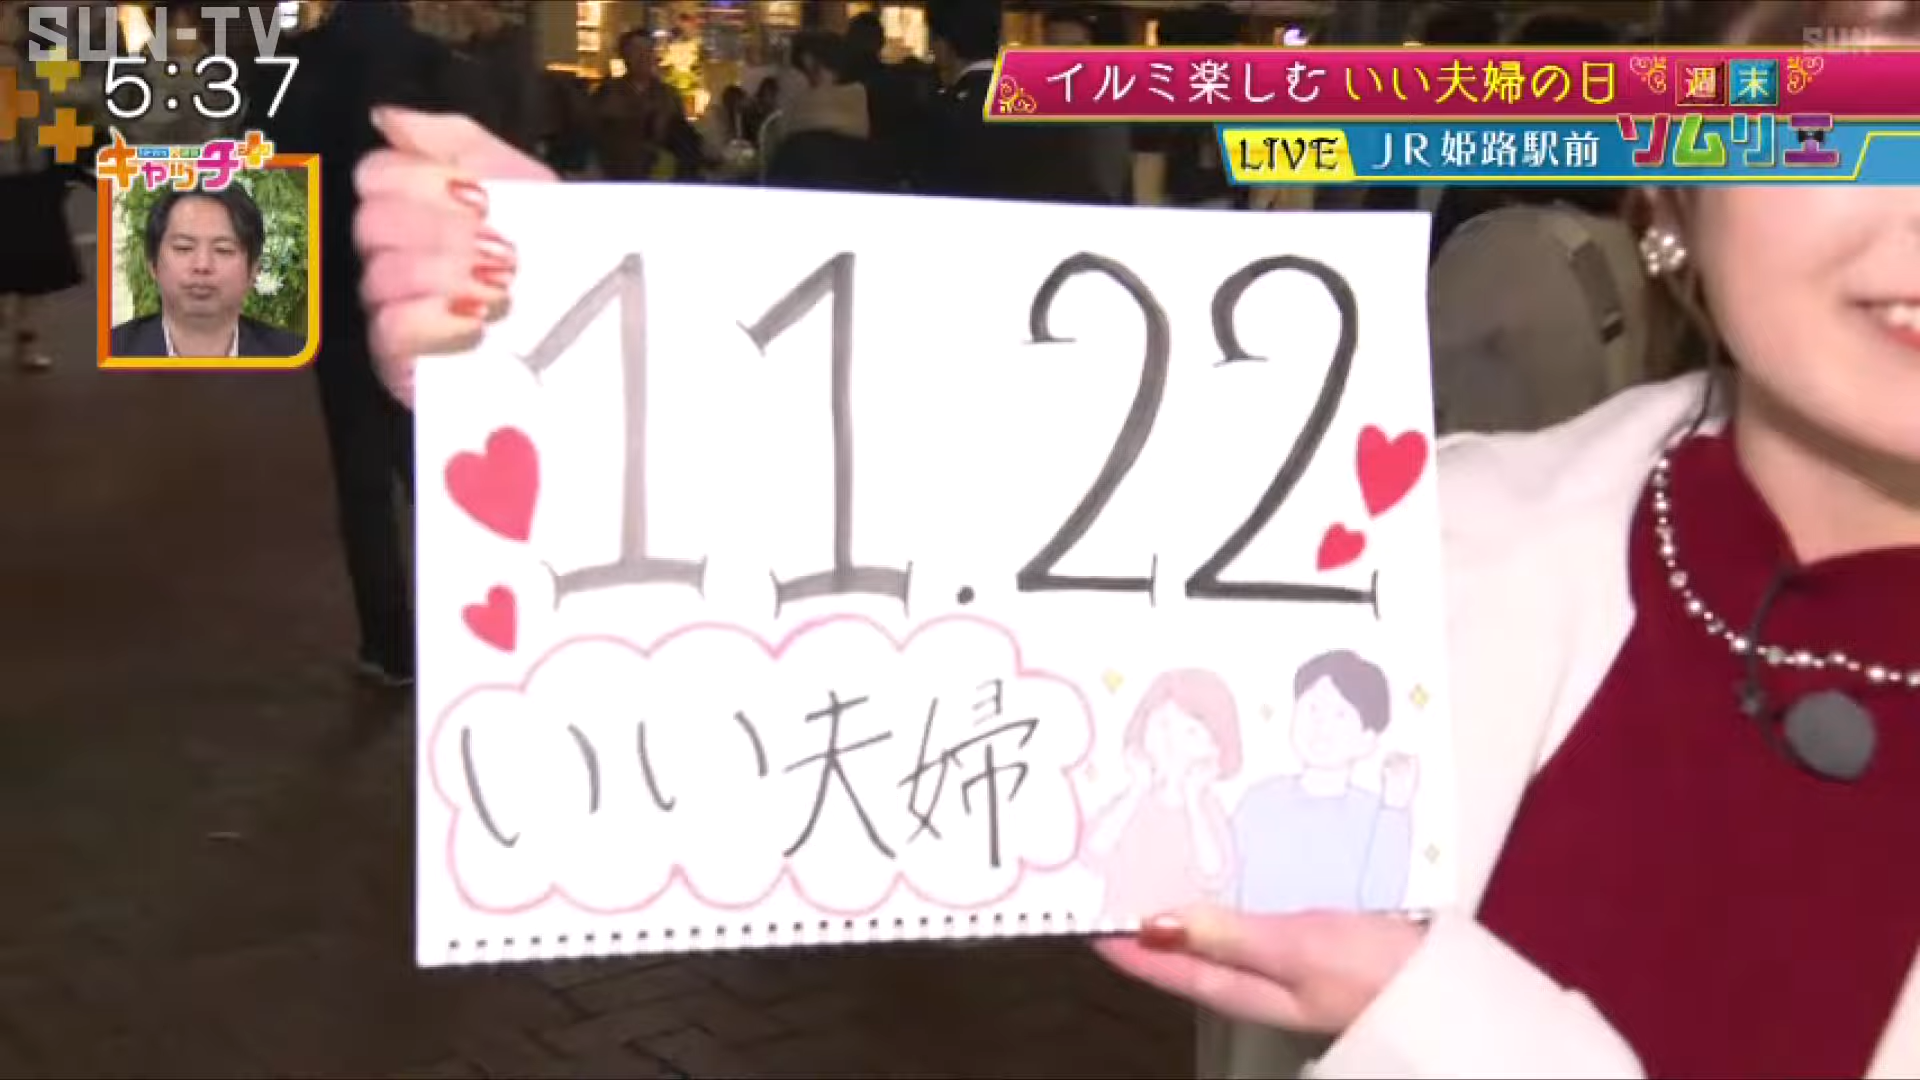 SUN-TV
5:37
キャッチ+
イルミ楽しむ いい夫婦の日
週末
ソムリエ
LIVE JR姫路駅前
SUN
11.22
いい夫婦